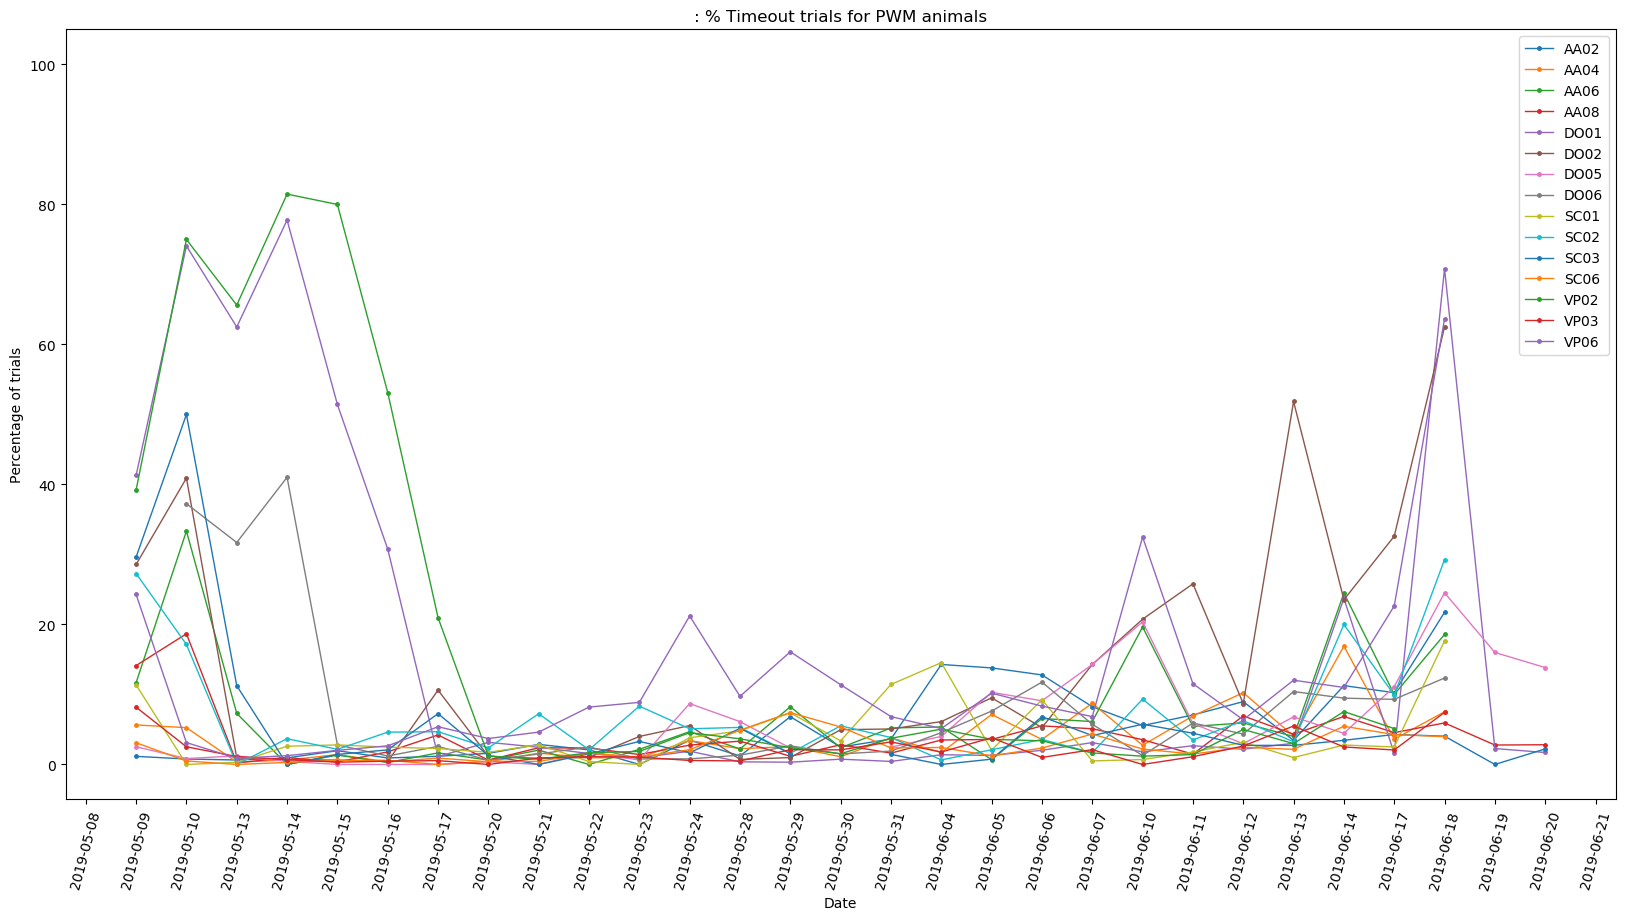 : % Timeout trials for PWM animals
100
80
60
40
20
0
Percentage of trials
AA02
AA04
AA06
AA08
DO01
DO02
DO05
DO06
SC01
SC02
SC03
SC06
VP02
VP03
VP06
2019-05-08
2019-05-09
2019-05-10
2019-05-13
2019-05-14
2019-05-15
2019-05-16
2019-05-17
2019-05-20
2019-05-21
2019-05-22
2019-05-23
2019-05-24
2019-05-28
2019-05-29
2019-05-30
2019-05-31
2019-06-04
2019-06-05
2019-06-06
2019-06-07
2019-06-10
2019-06-11
2019-06-12
2019-06-13
2019-06-14
2019-06-17
2019-06-18
2019-06-19
2019-06-20
2019-06-21
Date